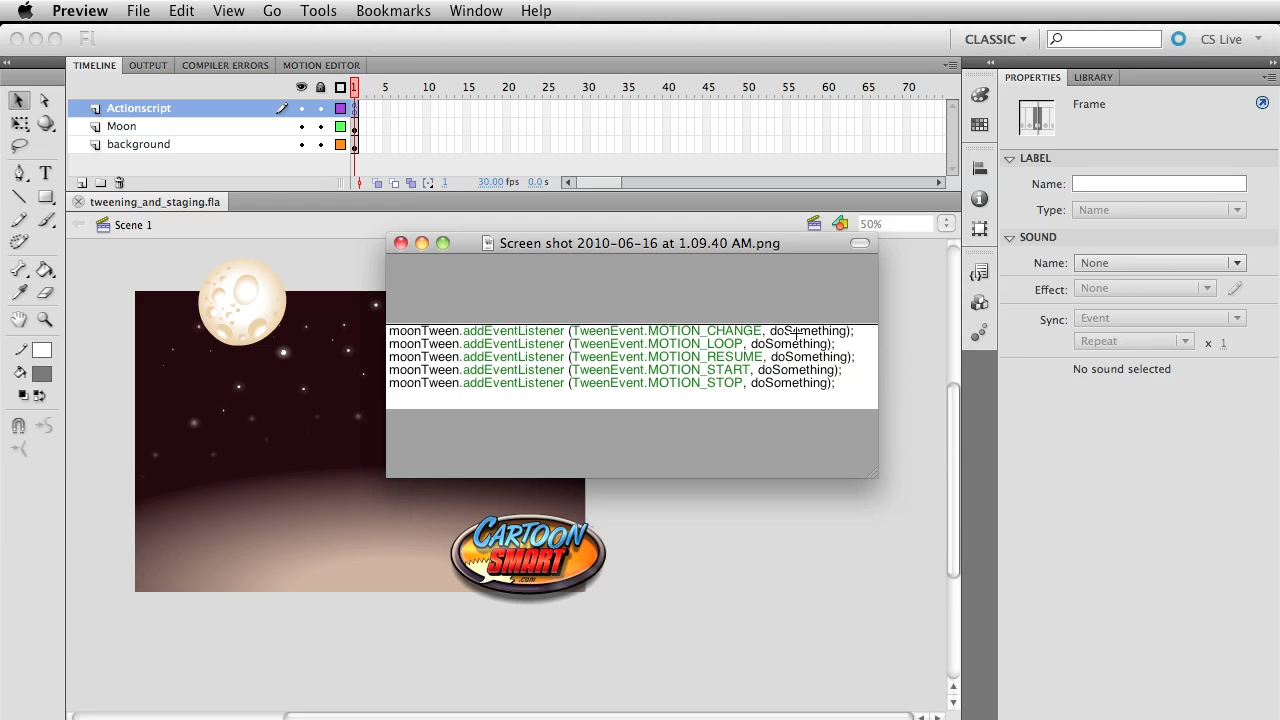 Preview File Edit View Go Tools Bookmarks Window Help
Fl CLASSIC CS Live
TIMELINE OUTPUT COMPILER ERRORS MOTION EDITOR
1 5 10 15 20 25 30 35 40 45 50 55 60 65 70
Actionscript
Moon
background
1 30.00 fps 0.0 s
tweening_and_staging.fla
Scene 1 50%
Screen shot 2010-06-16 at 1.09.40 AM.png
moonTween.addEventListener (TweenEvent.MOTION_CHANGE, doSomething);
moonTween.addEventListener (TweenEvent.MOTION_LOOP, doSomething);
moonTween.addEventListener (TweenEvent.MOTION_RESUME, doSomething);
moonTween.addEventListener (TweenEvent.MOTION_START, doSomething);
moonTween.addEventListener (TweenEvent.MOTION_STOP, doSomething);
CARTOON
SMART
.com
PROPERTIES LIBRARY
Frame
LABEL
Name:
Type: Name
SOUND
Name: None
Effect: None
Sync: Event
Repeat x 1
No sound selected